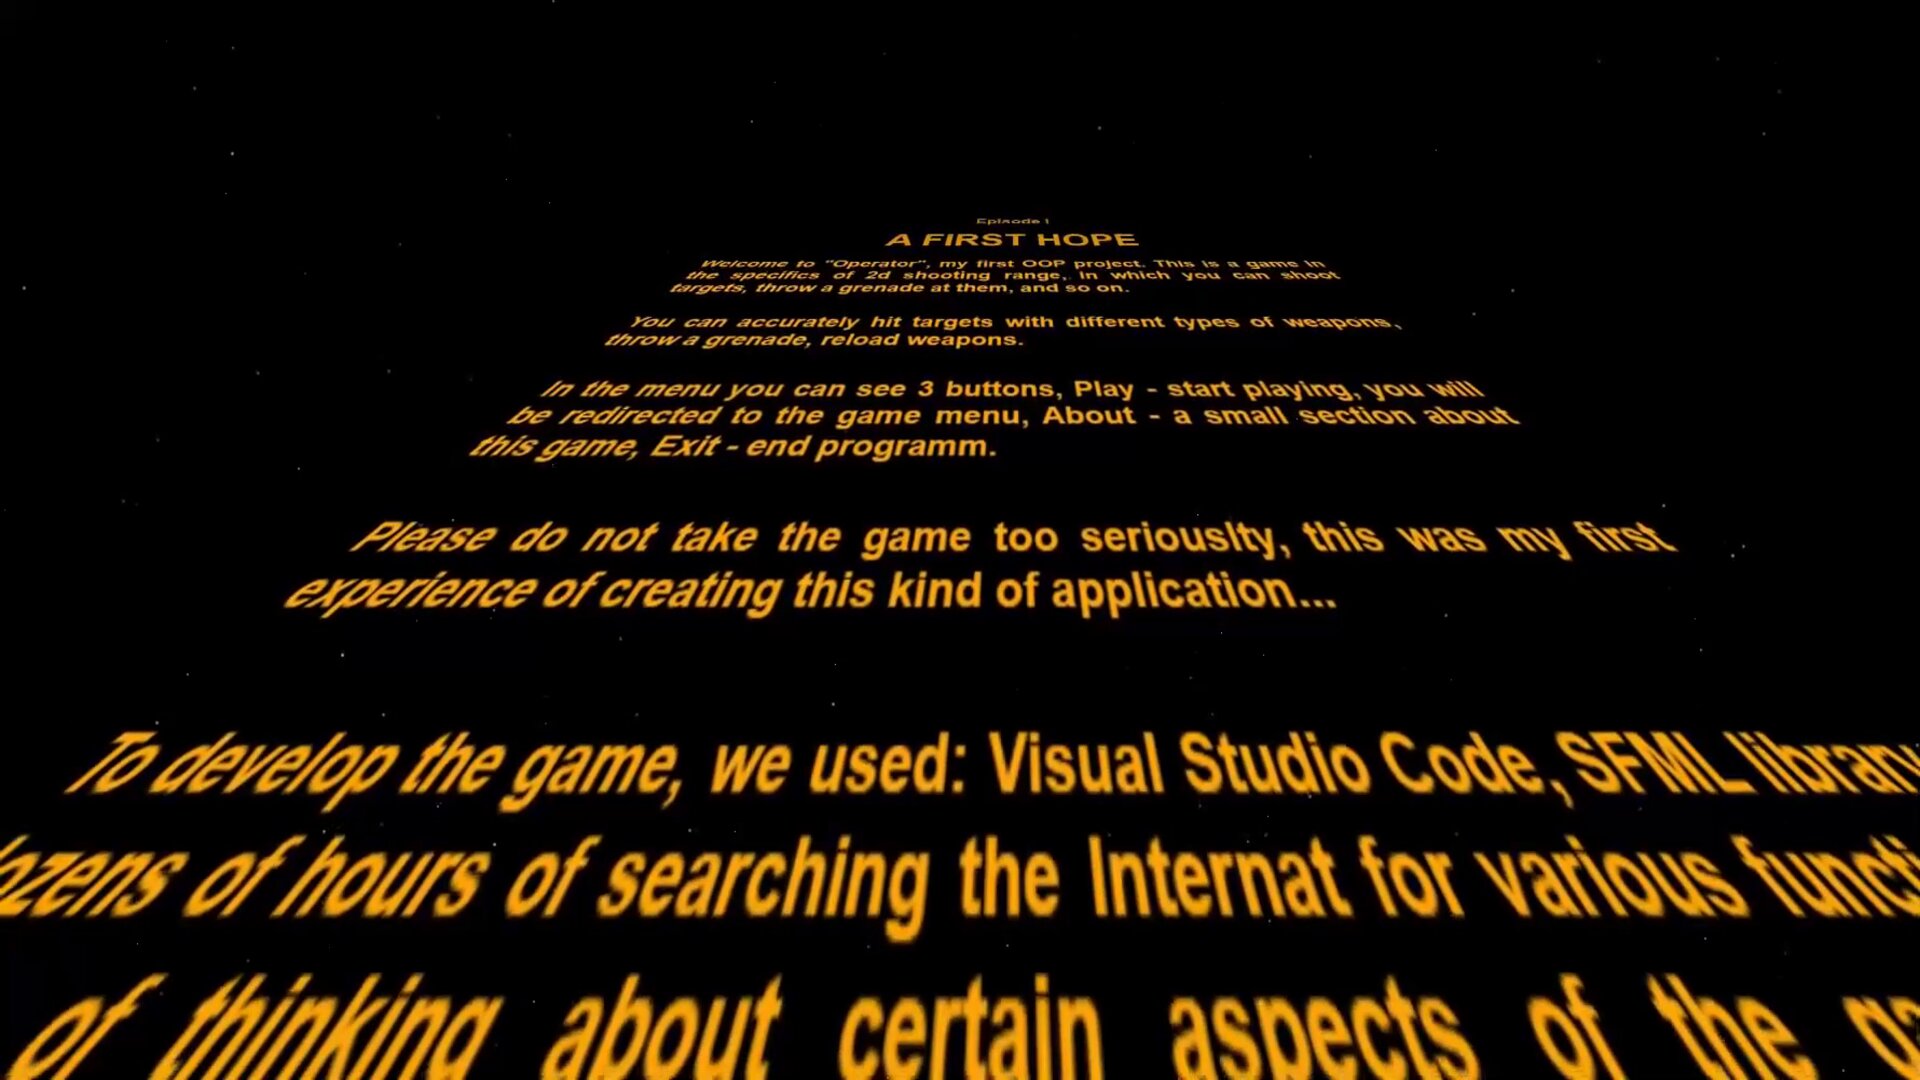 Episode I
A FIRST HOPE
Welcome to "Operator", my first OOP project. This is a game in
the specifics of 2d shooting range, in which you can shoot
targets, throw a grenade at them, and so on.
You can accurately hit targets with different types of weapons,
throw a grenade, reload weapons.
In the menu you can see 3 buttons, Play - start playing, you will
be redirected to the game menu, About - a small section about
this game, Exit - end programm.
Please do not take the game too seriouslty, this was my first
experience of creating this kind of application...
To develop the game, we used: Visual Studio Code, SFML library
of hours of searching the Internat for various
of thinking about certain aspects of the